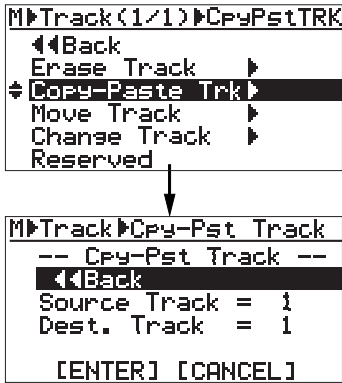 M▶Track(1/1)▶CpyPstTRK
◀◀Back
Erase Track ▶
Copy-Paste Trk▶
Move Track ▶
Change Track ▶
Reserved
M▶Track▶Cpy-Pst Track
-- Cpy-Pst Track --
◀◀Back
Source Track = 1
Dest. Track = 1
[ENTER] [CANCEL]